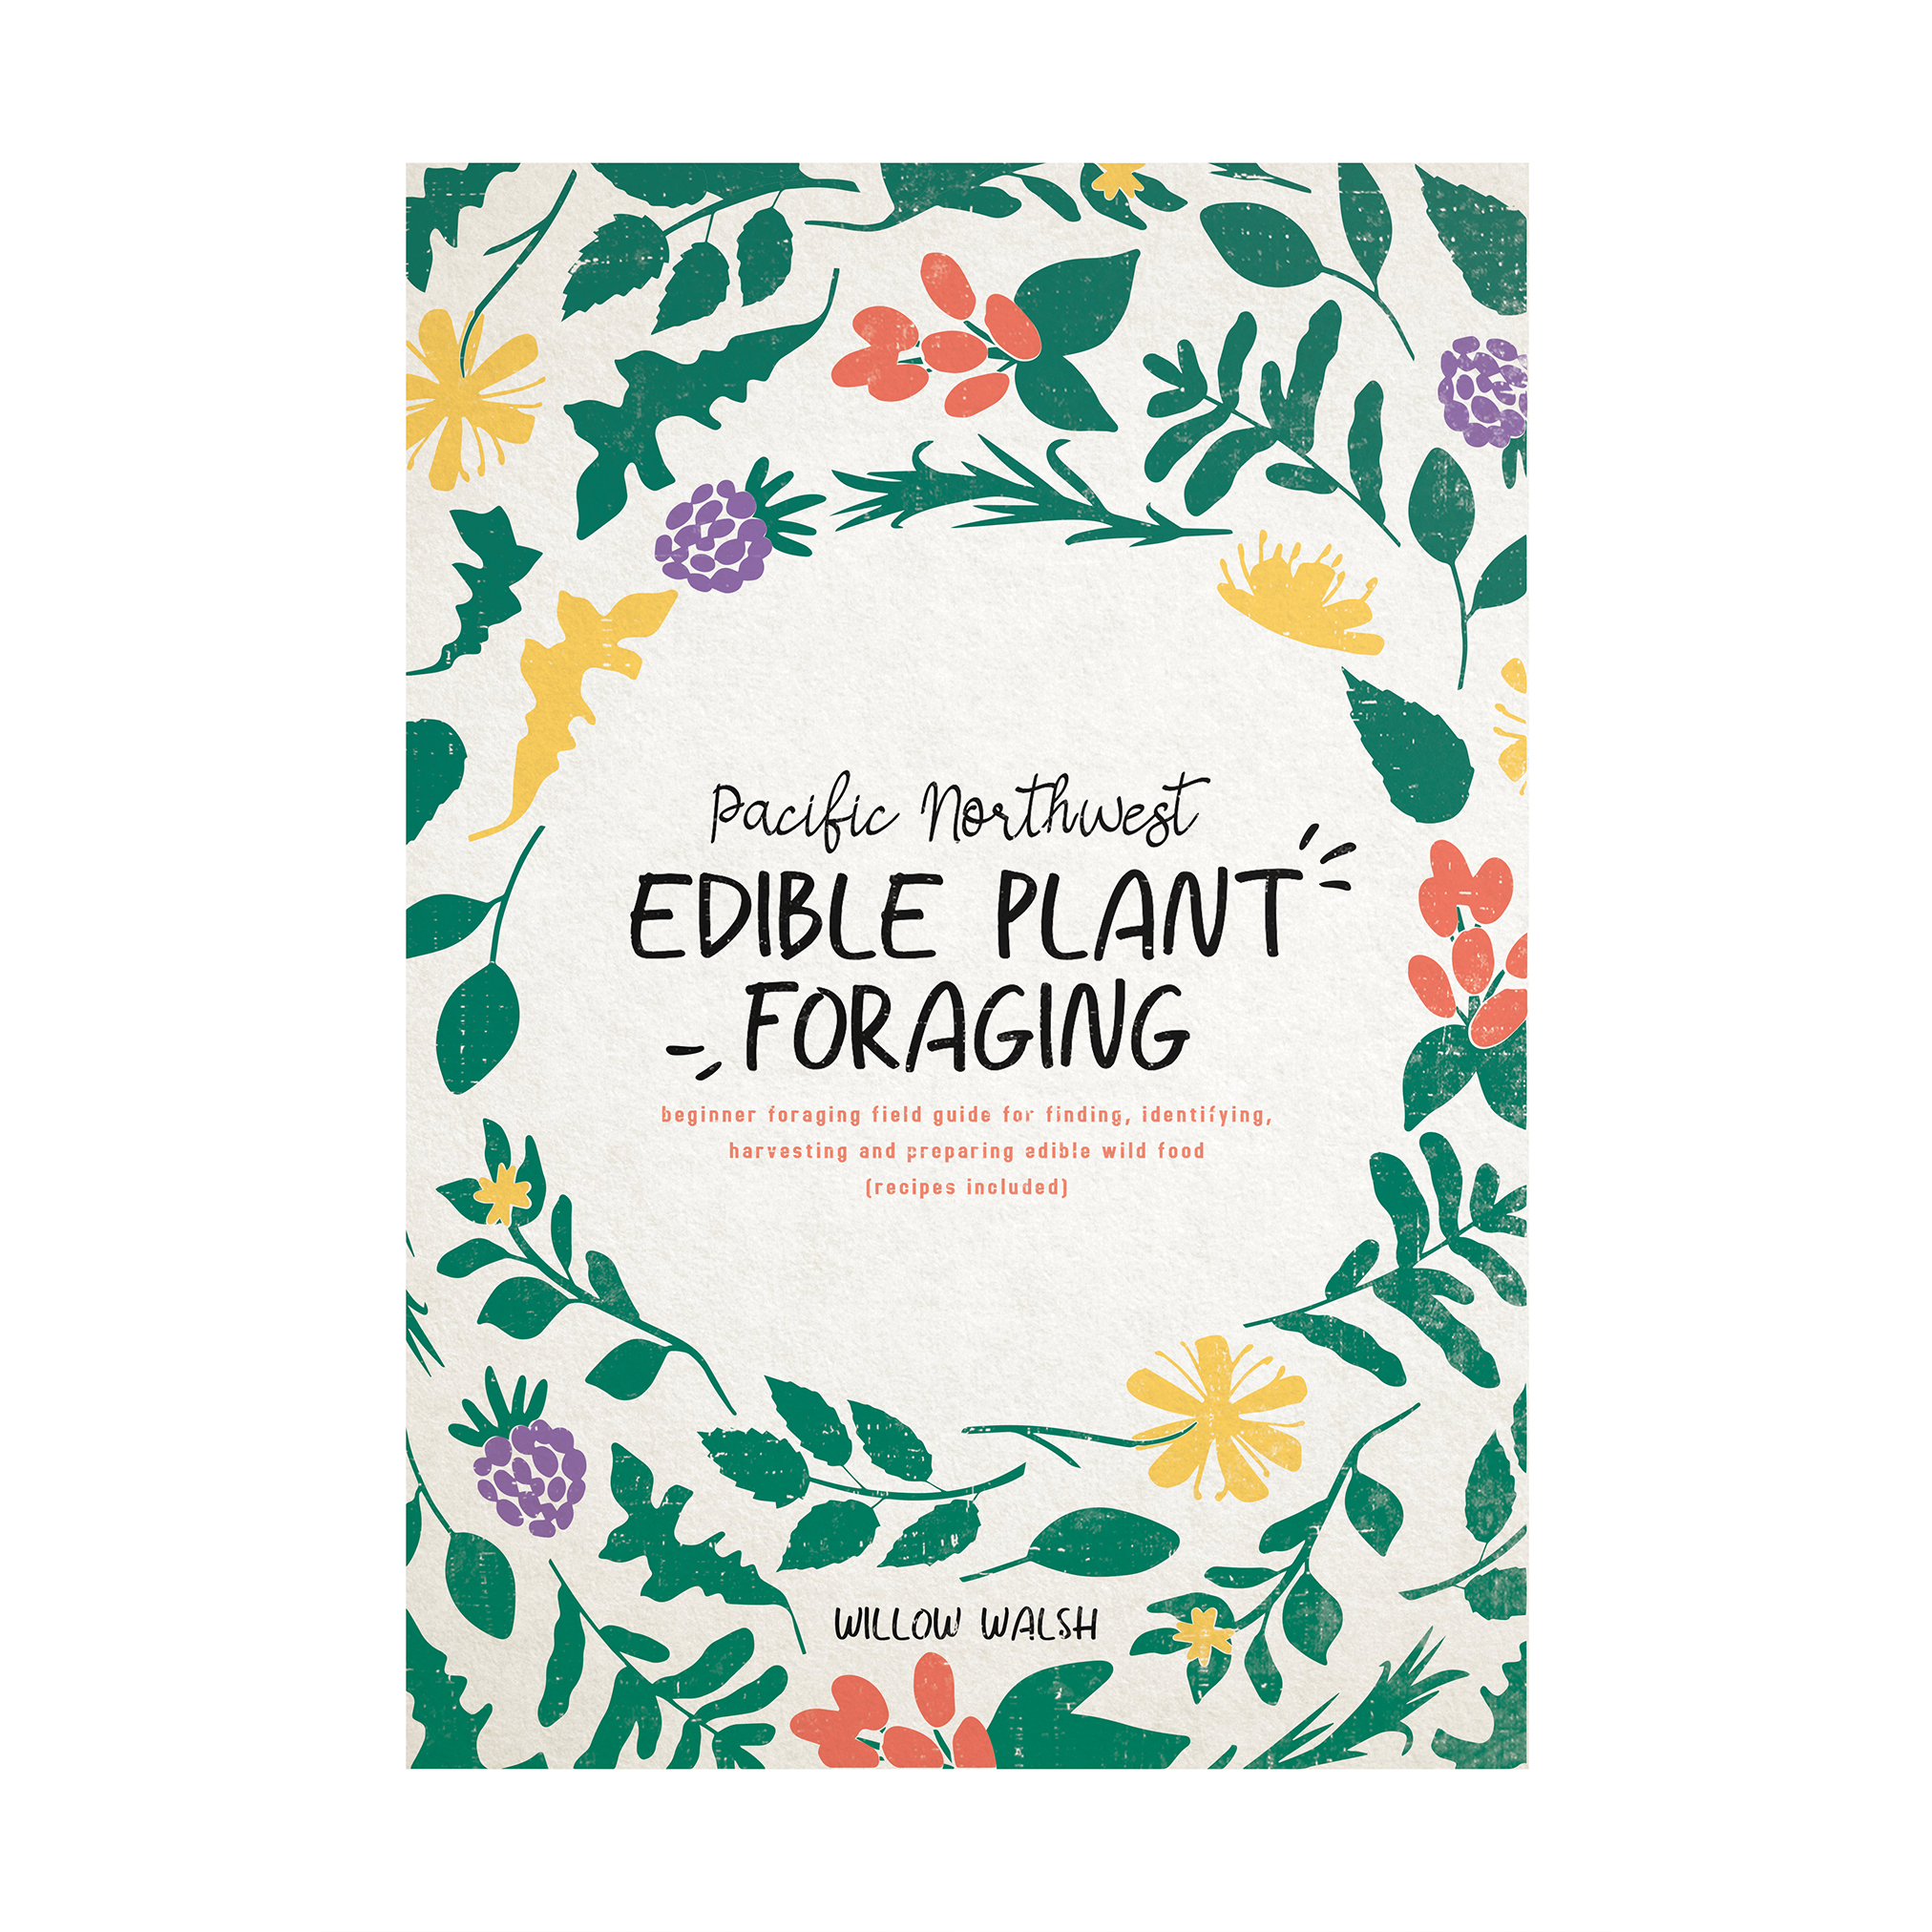 Pacific Northwest
EDIBLE PLANT
FORAGING
beginner foraging field guide for finding, identifying,
harvesting and preparing edible wild food
(recipes included)
WILLOW WALSH